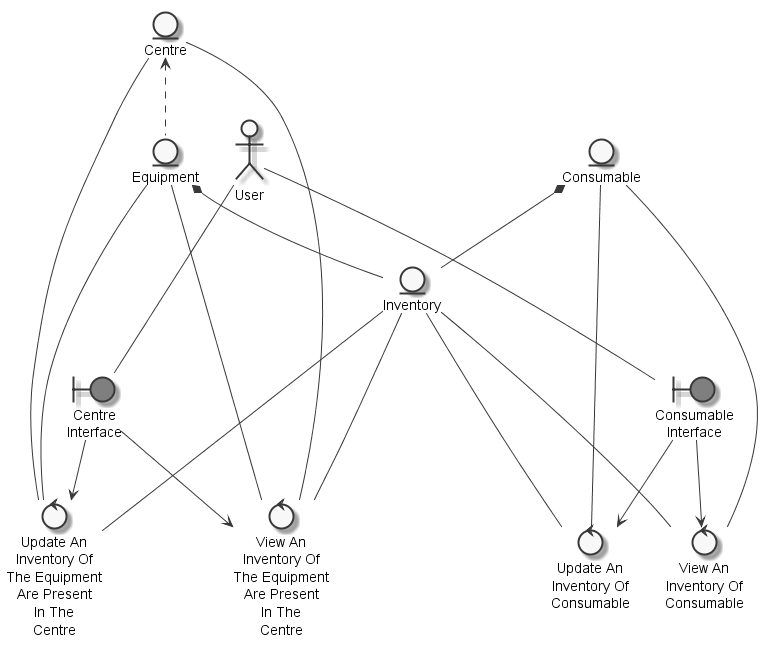 Centre
Equipment
User
Consumable
Inventory
Centre
Interface
Consumable
Interface
Update An
Inventory Of
The Equipment
Are Present
In The
Centre
View An
Inventory Of
The Equipment
Are Present
In The
Centre
Update An
Inventory Of
Consumable
View An
Inventory Of
Consumable